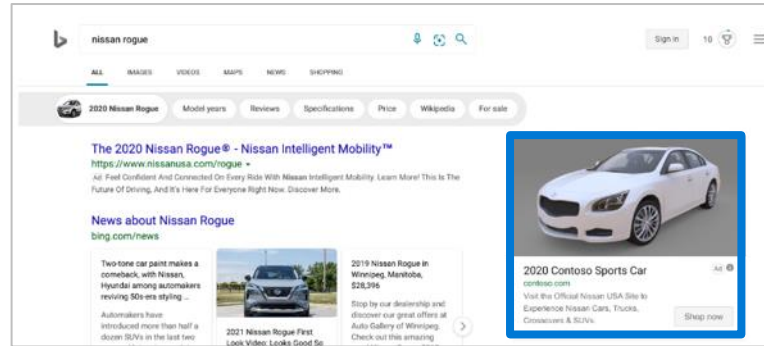 nissan rogue
Sign in
10
ALL IMAGES VIDEOS MAPS NEWS SHOPPING
2020 Nissan Rogue Model years Reviews Specifications Price Wikipedia For sale
The 2020 Nissan Rogue® - Nissan Intelligent Mobility™
https://www.nissanusa.com/rogue
Ad Feel Confident And Connected On Every Ride With Nissan Intelligent Mobility. Learn More! This Is The
Future Of Driving, And It's Here For Everyone Right Now. Discover More.
News about Nissan Rogue
bing.com/news
Two-tone car paint makes a
comeback, with Nissan,
Hyundai among automakers
reviving 50s-era styling ...
Automakers have
introduced more than half a
dozen SUVs in the last two
2021 Nissan Rogue First
Look Video: Looks Good So
2019 Nissan Rogue in
Winnipeg, Manitoba,
$28,396
Stop by our dealership and
discover our great offers at
Auto Gallery of Winnipeg.
Check out this amazing
2020 Contoso Sports Car
Ad
contoso.com
Visit the Official Nissan USA Site to
Experience Nissan Cars, Trucks,
Crossovers & SUVs.
Shop now